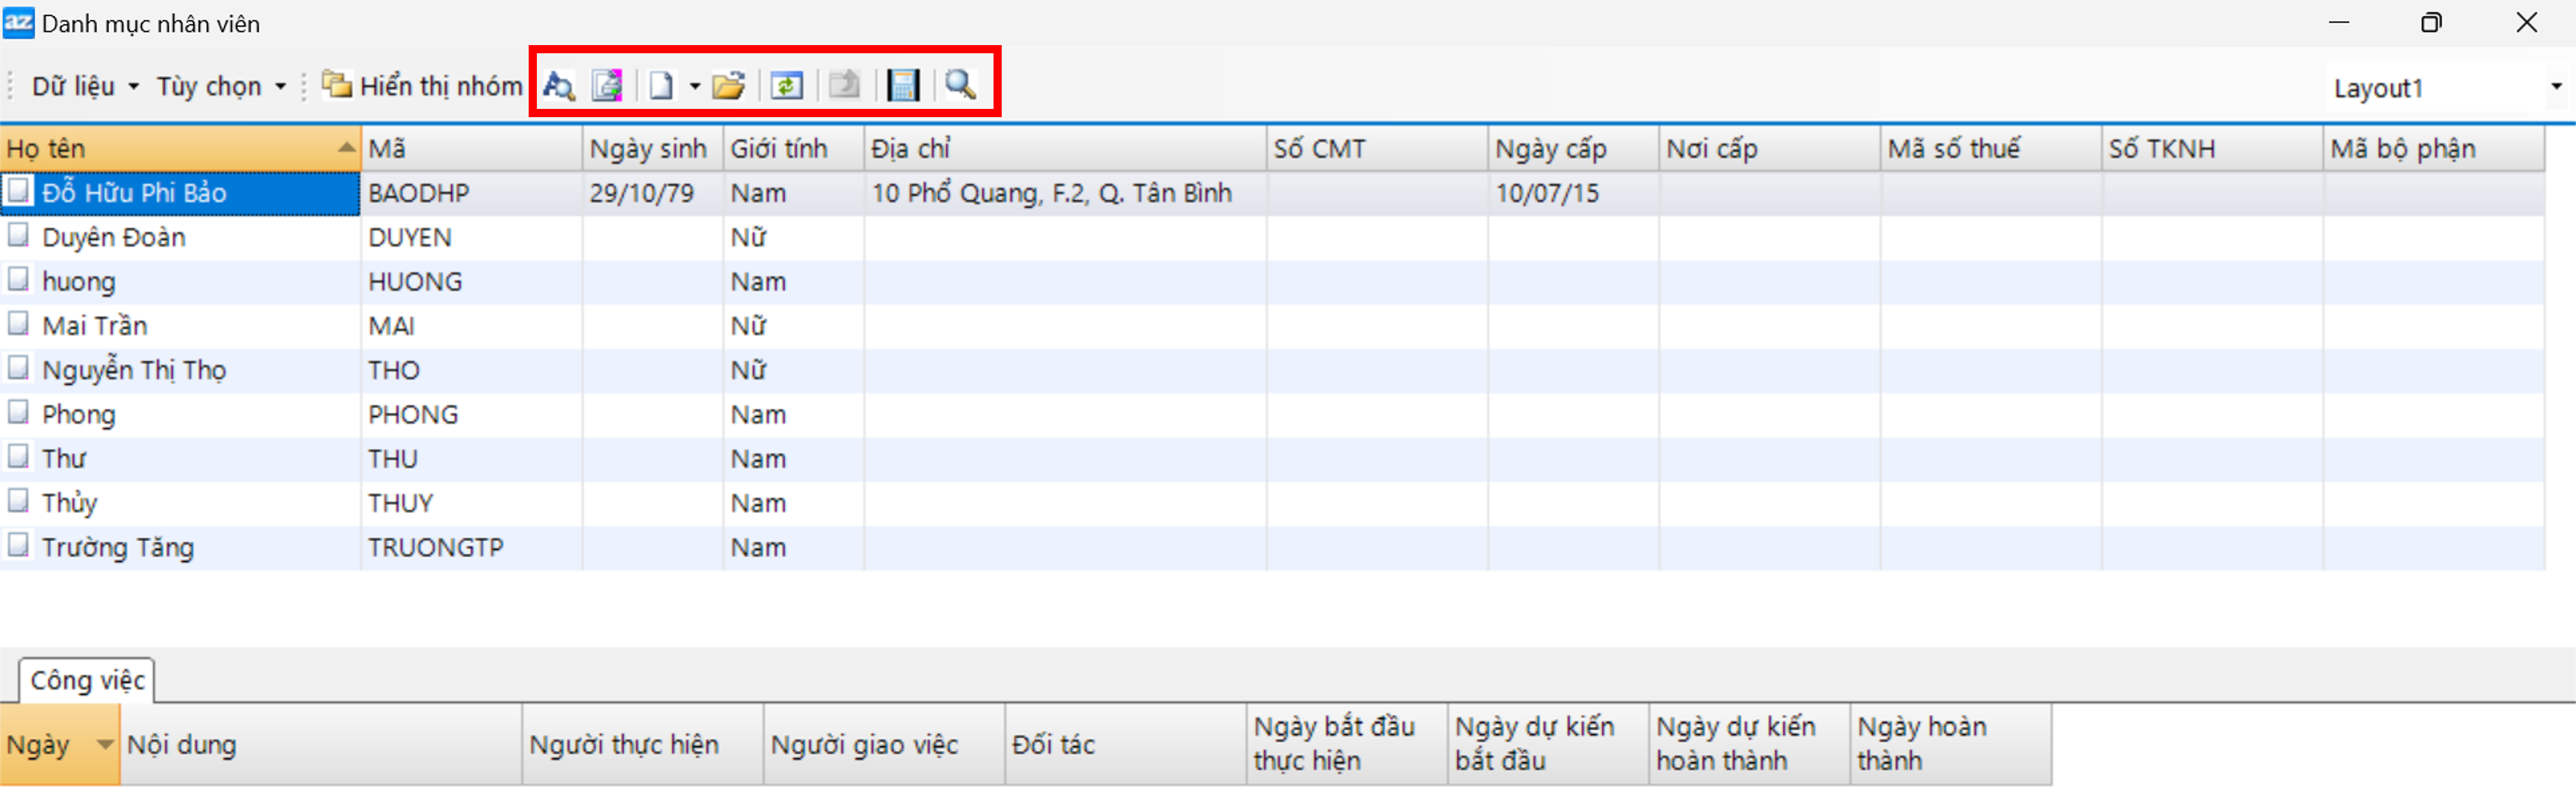 az Danh mục nhân viên
Dữ liệu Tùy chọn Hiển thị nhóm Layout1
Họ tên Mã Ngày sinh Giới tính Địa chỉ Số CMT Ngày cấp Nơi cấp Mã số thuế Số TKNH Mã bộ phận
Đỗ Hữu Phi Bảo BAODHP 29/10/79 Nam 10 Phổ Quang, F.2, Q. Tân Bình 10/07/15
Duyên Đoàn DUYEN Nữ
huong HUONG Nam
Mai Trần MAI Nữ
Nguyễn Thị Thọ THO Nữ
Phong PHONG Nam
Thư THU Nam
Thủy THUY Nam
Trường Tăng TRUONGTP Nam
Công việc
Ngày Nội dung Người thực hiện Người giao việc Đối tác Ngày bắt đầu thực hiện Ngày dự kiến bắt đầu Ngày dự kiến hoàn thành Ngày hoàn thành